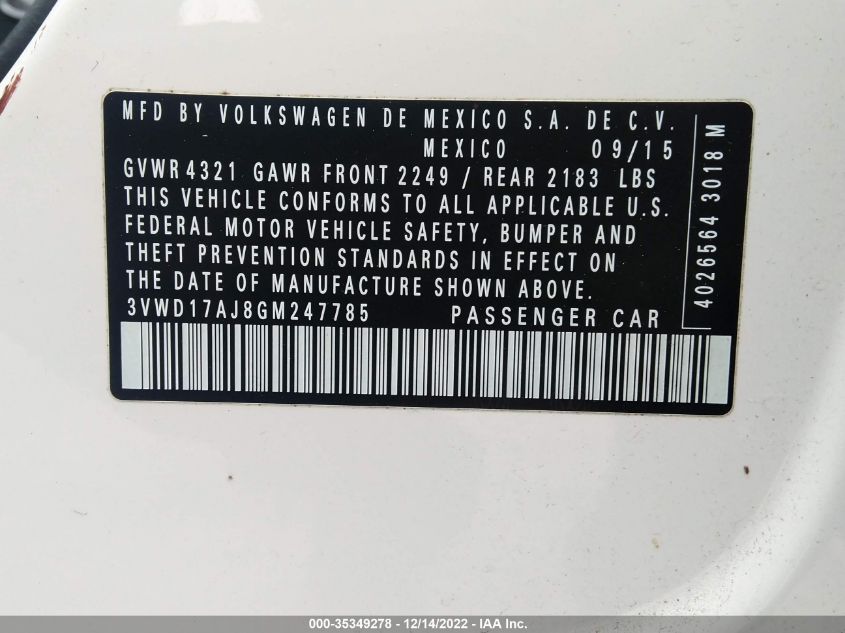 MFD BY VOLKSWAGEN DE MEXICO S.A. DE C.V.
MEXICO 09/15
GVWR 4321 GAWR FRONT 2249 / REAR 2183 LBS
THIS VEHICLE CONFORMS TO ALL APPLICABLE U.S.
FEDERAL MOTOR VEHICLE SAFETY, BUMPER AND
THEFT PREVENTION STANDARDS IN EFFECT ON
THE DATE OF MANUFACTURE SHOWN ABOVE.
3VWD17AJ8GM247785 PASSENGER CAR
4026564 3018 M
000-35349278 - 12/14/2022 - IAA Inc.